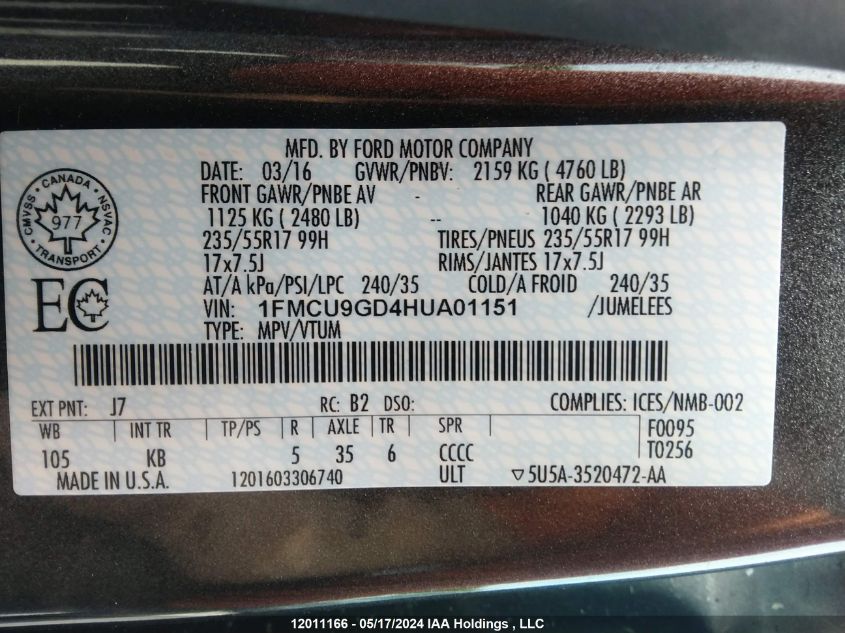 MFD. BY FORD MOTOR COMPANY
DATE: 03/16 GVWR/PNBV: 2159 KG ( 4760 LB)
FRONT GAWR/PNBE AV - REAR GAWR/PNBE AR
1125 KG ( 2480 LB) -- 1040 KG ( 2293 LB)
235/55R17 99H TIRES/PNEUS 235/55R17 99H
17x7.5J RIMS/JANTES 17x7.5J
AT/A kPa/PSI/LPC 240/35 COLD/A FROID 240/35
VIN: 1FMCU9GD4HUA01151 /JUMELEES
TYPE: MPV/VTUM
CANADA
CMVSS NSVAC
977
TRANSPORT
EC
EXT PNT: J7 RC: B2 DSO: COMPLIES: ICES/NMB-002
WB INT TR TP/PS R AXLE TR SPR F0095
105 KB 5 35 6 CCCC T0256
MADE IN U.S.A. 1201603306740 ULT ▽5U5A-3520472-AA
12011166 - 05/17/2024 IAA Holdings , LLC